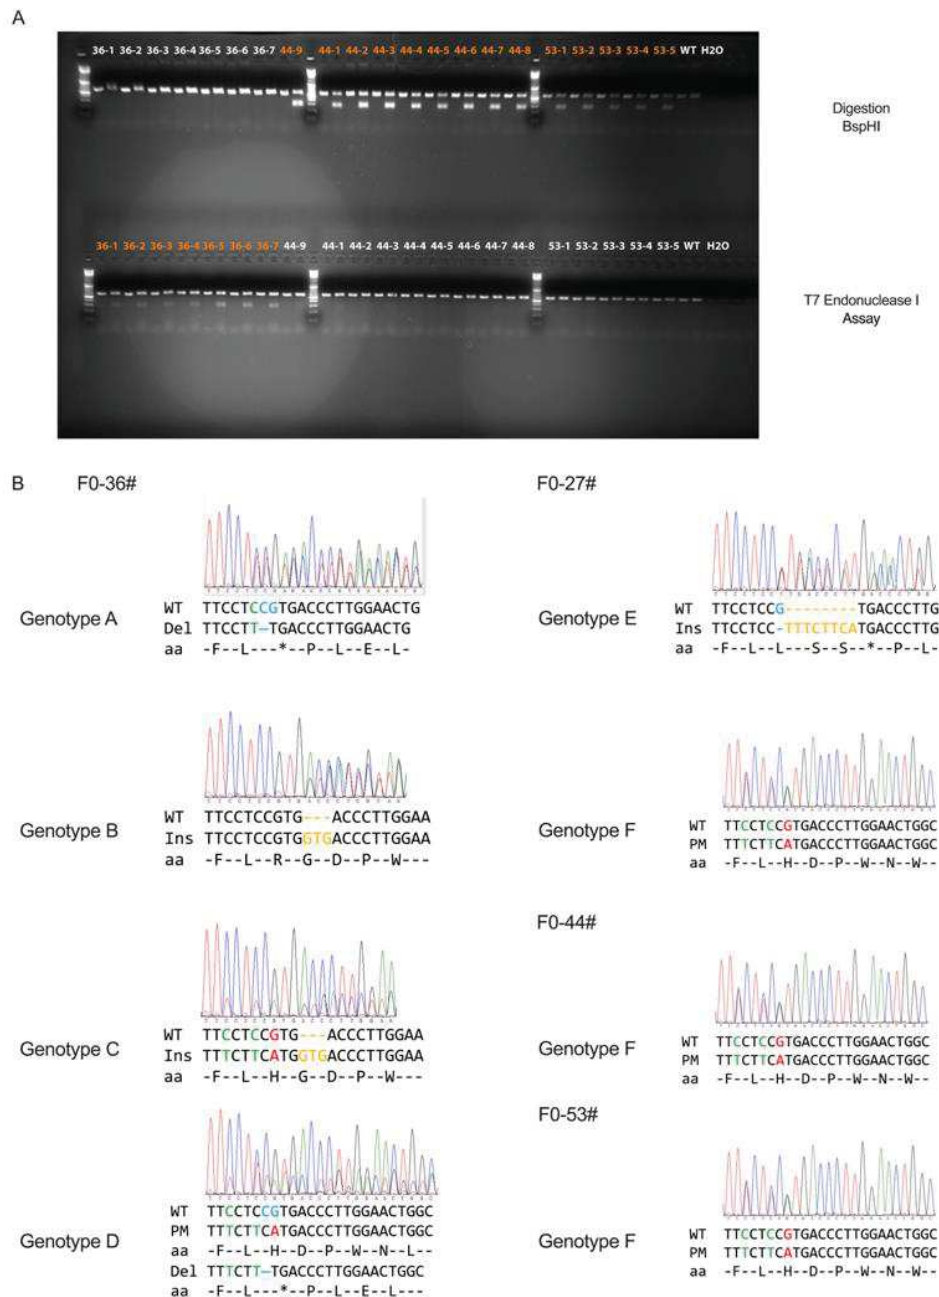 A
36-1 36-2 36-3 36-4 36-5 36-6 36-7 44-9 44-1 44-2 44-3 44-4 44-5 44-6 44-7 44-8 53-1 53-2 53-3 53-4 53-5 WT H2O
Digestion
BspHI
36-1 36-2 36-3 36-4 36-5 36-6 36-7 44-9 44-1 44-2 44-3 44-4 44-5 44-6 44-7 44-8 53-1 53-2 53-3 53-4 53-5 WT H2O
T7 Endonuclease I
Assay
B
F0-36#
Genotype A
WT TTCCTCCGTGACCCTTGGAACTG
Del TTCCTT-TGACCCTTGGAACTG
aa -F--L---*--P--L--E--L-
Genotype B
WT TTCCTCCGTG---ACCCTTGGAA
Ins TTCCTCCGTGGTGACCCTTGGAA
aa -F--L--R--G--D--P--W---
Genotype C
WT TTCCTCCGTG---ACCCTTGGAA
Ins TTTCTTCATGGTGACCCTTGGAA
aa -F--L--H--G--D--P--W---
Genotype D
WT TTCCTCCGTGACCCTTGGAACTGGC
PM TTTCTTCATGACCCTTGGAACTGGC
aa -F--L--H--D--P--W--N--L--
Del TTTCTT-TGACCCTTGGAACTGGC
aa -F--L---*--P--L--E--L---
F0-27#
Genotype E
WT TTCCTCCG--------TGACCCTTG
Ins TTCCTCC-TTTCTTCATGACCCTTG
aa -F--L--L---S--S--*--P--L-
Genotype F
WT TTCCTCCGTGACCCTTGGAACTGGC
PM TTTCTTCATGACCCTTGGAACTGGC
aa -F--L--H--D--P--W--N--W--
F0-44#
Genotype F
WT TTCCTCCGTGACCCTTGGAACTGGC
PM TTTCTTCATGACCCTTGGAACTGGC
aa -F--L--H--D--P--W--N--W--
F0-53#
Genotype F
WT TTCCTCCGTGACCCTTGGAACTGGC
PM TTTCTTCATGACCCTTGGAACTGGC
aa -F--L--H--D--P--W--N--W--